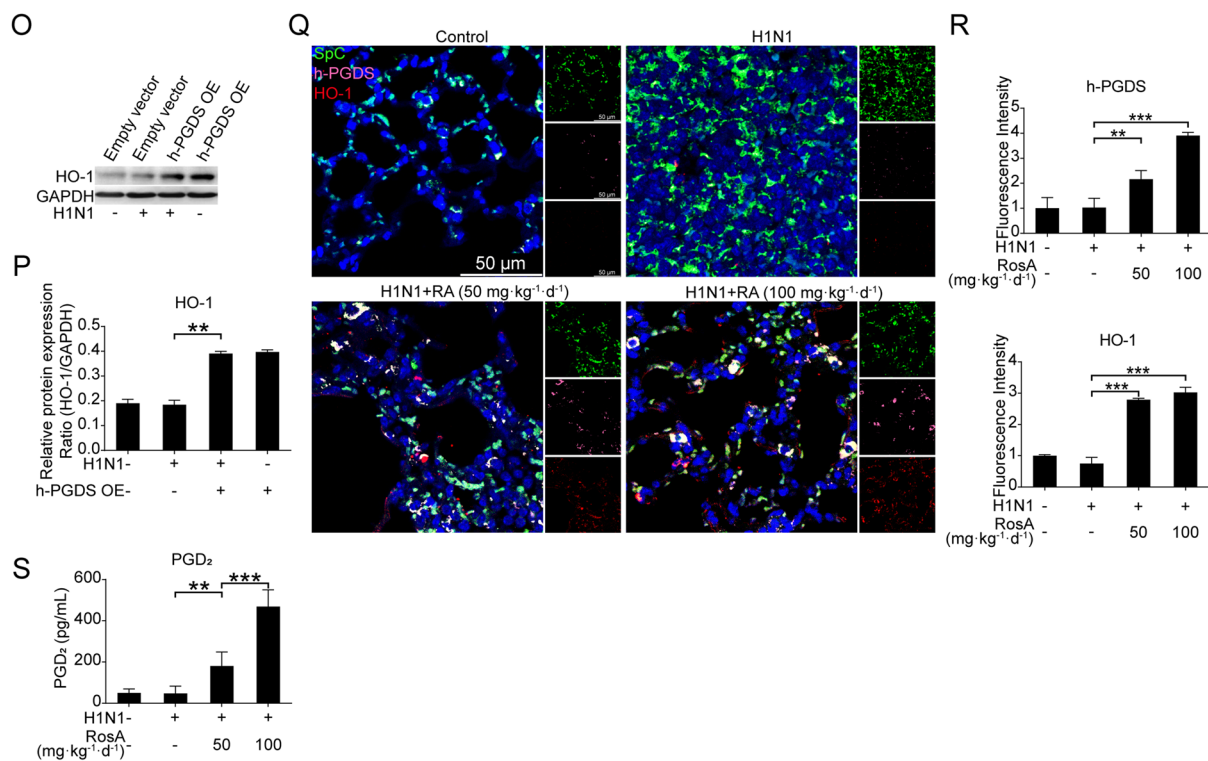 O
Empty vector
Empty vector
h-PGDS OE
h-PGDS OE
HO-1
GAPDH
H1N1 - + + -
P
HO-1
Relative protein expression
Ratio (HO-1/GAPDH)
0.5
0.4
0.3
0.2
0.1
0.0
**
H1N1 - + + -
h-PGDS OE - - + +
Q
Control
H1N1
SpC
h-PGDS
HO-1
50 µm
50 µm
50 µm
50 µm
50 µm
50 µm
H1N1+RA (50 mg·kg⁻¹·d⁻¹)
H1N1+RA (100 mg·kg⁻¹·d⁻¹)
R
h-PGDS
Fluorescence Intensity
5
4
3
2
1
0
**
***
H1N1 - + + +
RosA - - 50 100
(mg·kg⁻¹·d⁻¹)
HO-1
Fluorescence Intensity
4
3
2
1
0
***
***
H1N1 - + + +
RosA - - 50 100
(mg·kg⁻¹·d⁻¹)
S
PGD₂
PGD₂ (pg/mL)
600
400
200
0
**
***
H1N1 - + + +
RosA - - 50 100
(mg·kg⁻¹·d⁻¹)